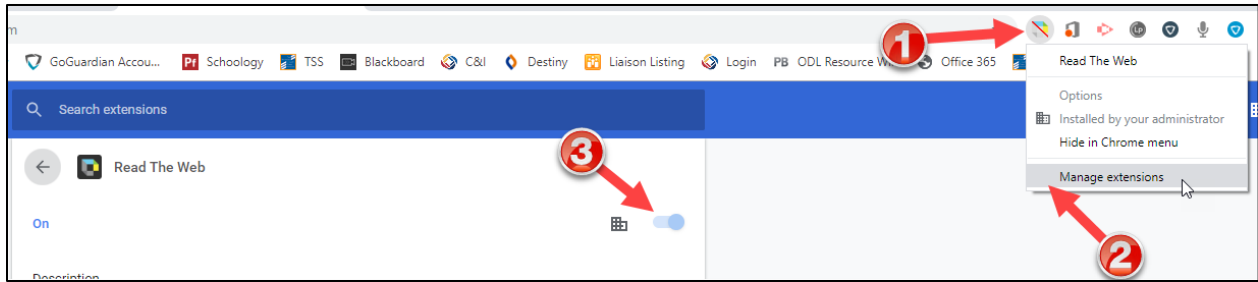 m
1
GoGuardian Accou... Pf Schoology TSS Blackboard C&I Destiny Liaison Listing Login PB ODL Resource W Office 365
Lp
Read The Web
Search extensions
Options
Installed by your administrator
Hide in Chrome menu
Manage extensions
3
Read The Web
On
2
Description